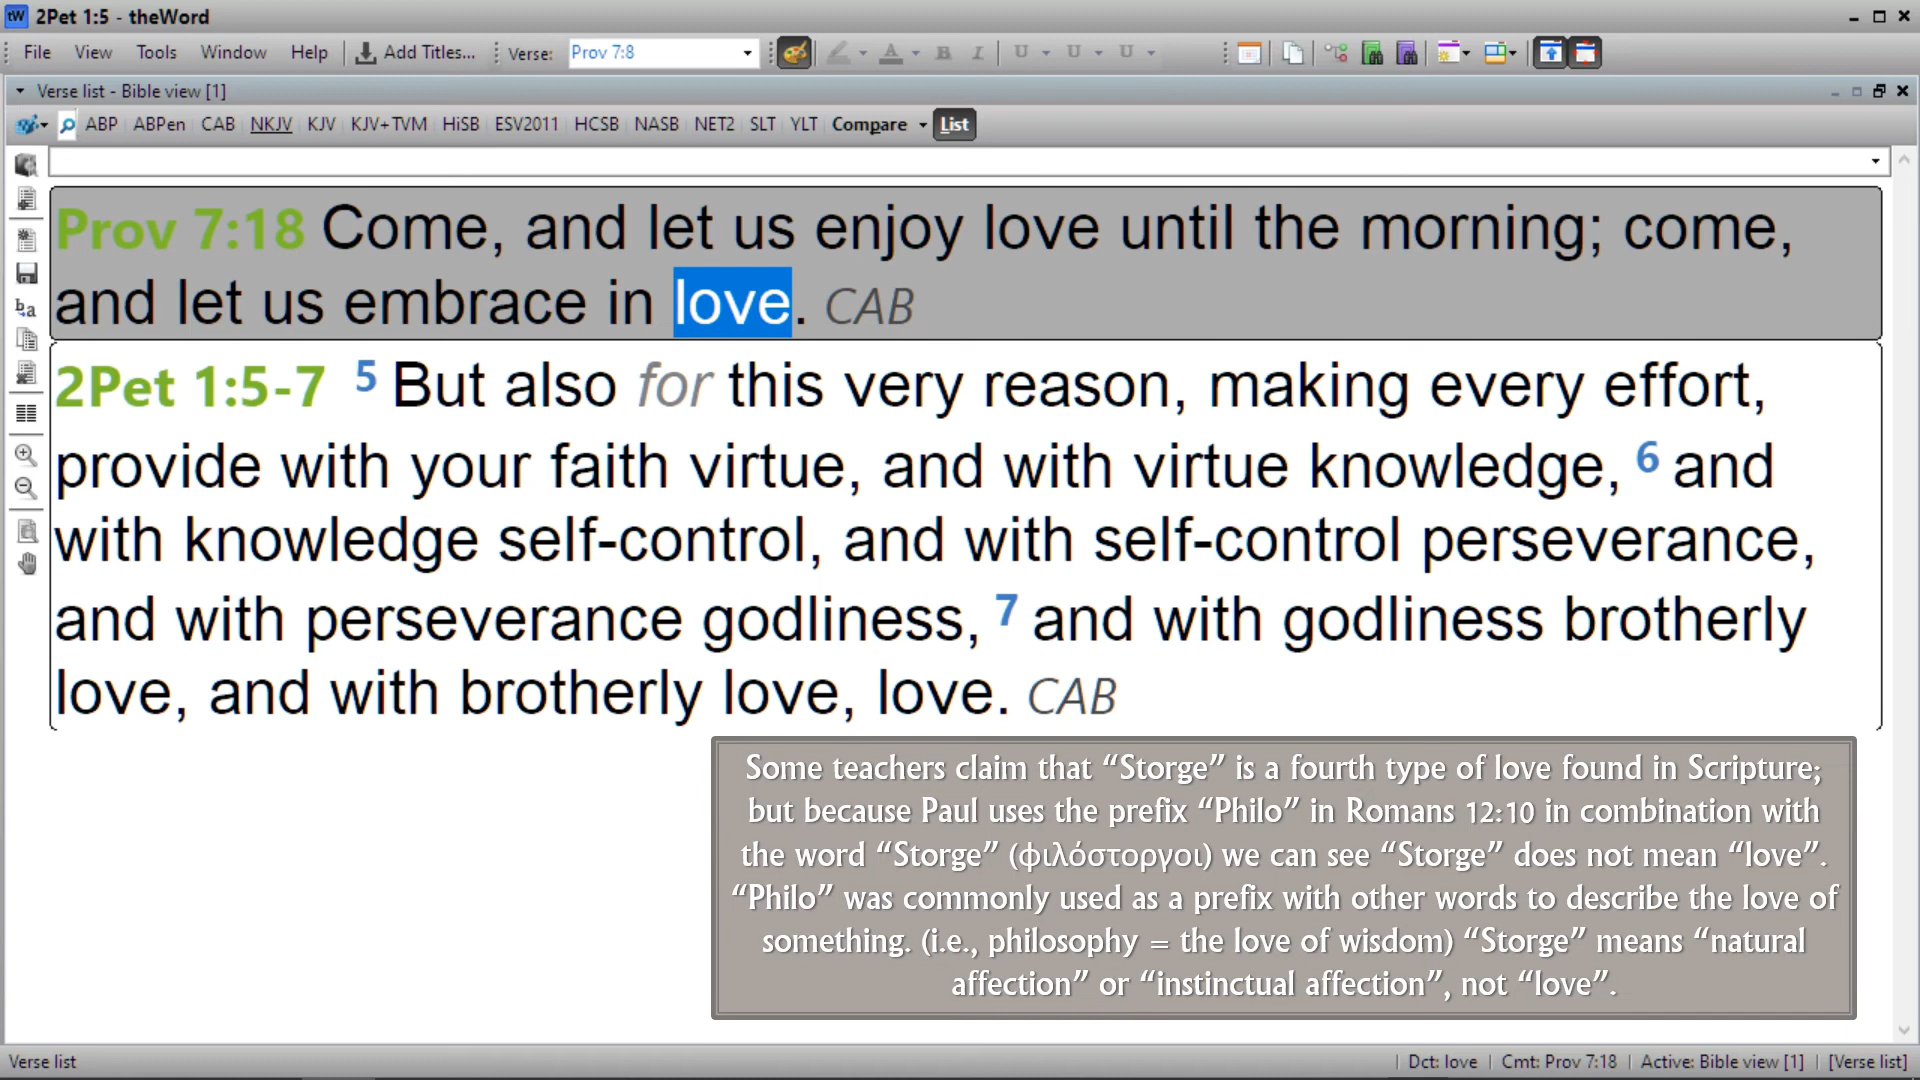 2Pet 1:5 - theWord
File View Tools Window Help Add Titles... Verse: Prov 7:8
Verse list - Bible view [1]
ABP ABPen CAB NKJV KJV KJV+TVM HiSB ESV2011 HCSB NASB NET2 SLT YLT Compare List
Prov 7:18 Come, and let us enjoy love until the morning; come,
and let us embrace in love. CAB
2Pet 1:5-7 5 But also for this very reason, making every effort,
provide with your faith virtue, and with virtue knowledge, 6 and
with knowledge self-control, and with self-control perseverance,
and with perseverance godliness, 7 and with godliness brotherly
love, and with brotherly love, love. CAB
Some teachers claim that “Storge” is a fourth type of love found in Scripture;
but because Paul uses the prefix “Philo” in Romans 12:10 in combination with
the word “Storge” (φιλόστοργοι) we can see “Storge” does not mean “love”.
“Philo” was commonly used as a prefix with other words to describe the love of
something. (i.e., philosophy = the love of wisdom) “Storge” means “natural
affection” or “instinctual affection”, not “love”.
Verse list Dct: love Cmt: Prov 7:18 Active: Bible view [1] [Verse list]